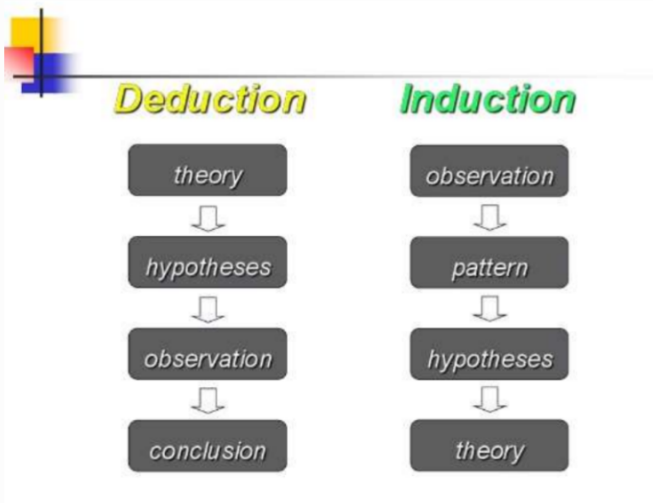 Deduction
theory
hypotheses
observation
conclusion
Induction
observation
pattern
hypotheses
theory